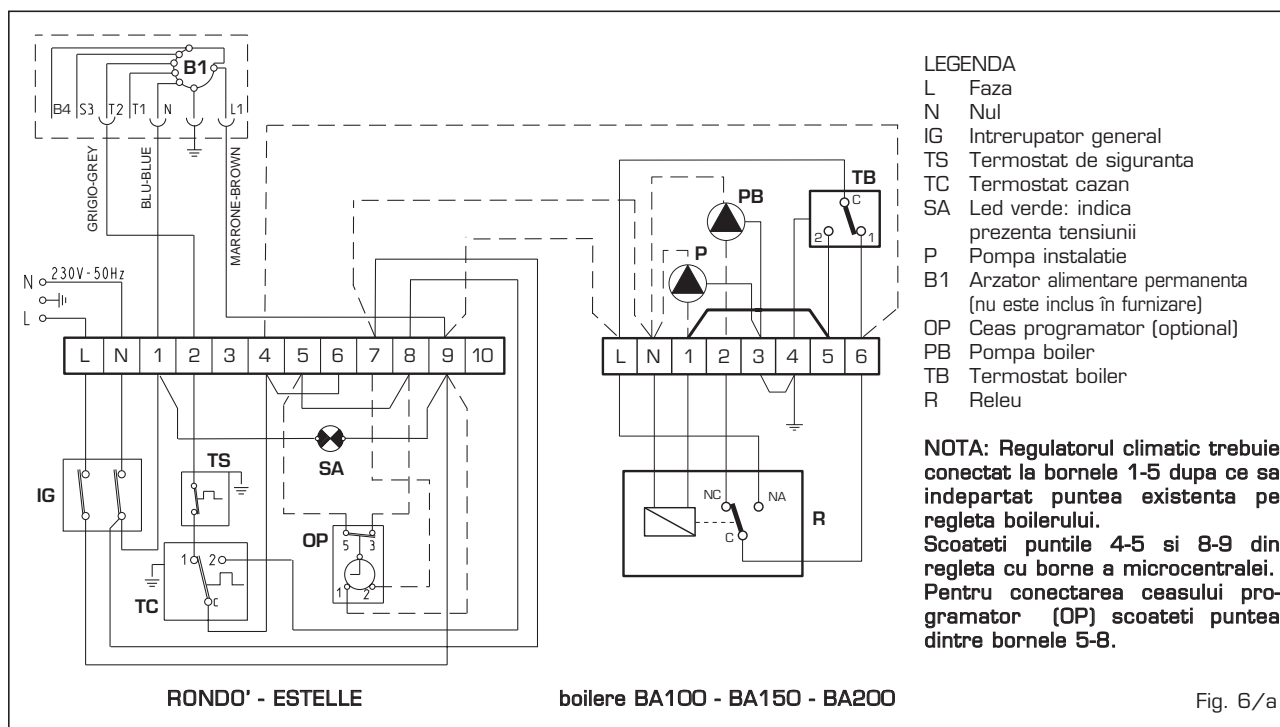 B1
B4 S3 T2 T1 N L1
GRIGIO-GREY
BLU-BLUE
MARRONE-BROWN
N 230V-50Hz
L
L N 1 2 3 4 5 6 7 8 9 10
SA
TS
IG
OP
5 3
1 2
1 2
C
TC
RONDO' - ESTELLE
TB
C
2 1
PB
P
L N 1 2 3 4 5 6
NC NA
C
R
boilere BA100 - BA150 - BA200
LEGENDA
L Faza
N Nul
IG Intrerupator general
TS Termostat de siguranta
TC Termostat cazan
SA Led verde: indica
prezenta tensiunii
P Pompa instalatie
B1 Arzator alimentare permanenta
(nu este inclus în furnizare)
OP Ceas programator (optional)
PB Pompa boiler
TB Termostat boiler
R Releu
NOTA: Regulatorul climatic trebuie
conectat la bornele 1-5 dupa ce sa
indepartat puntea existenta pe
regleta boilerului.
Scoateti puntile 4-5 si 8-9 din
regleta cu borne a microcentralei.
Pentru conectarea ceasului pro-
gramator (OP) scoateti puntea
dintre bornele 5-8.
Fig. 6/a